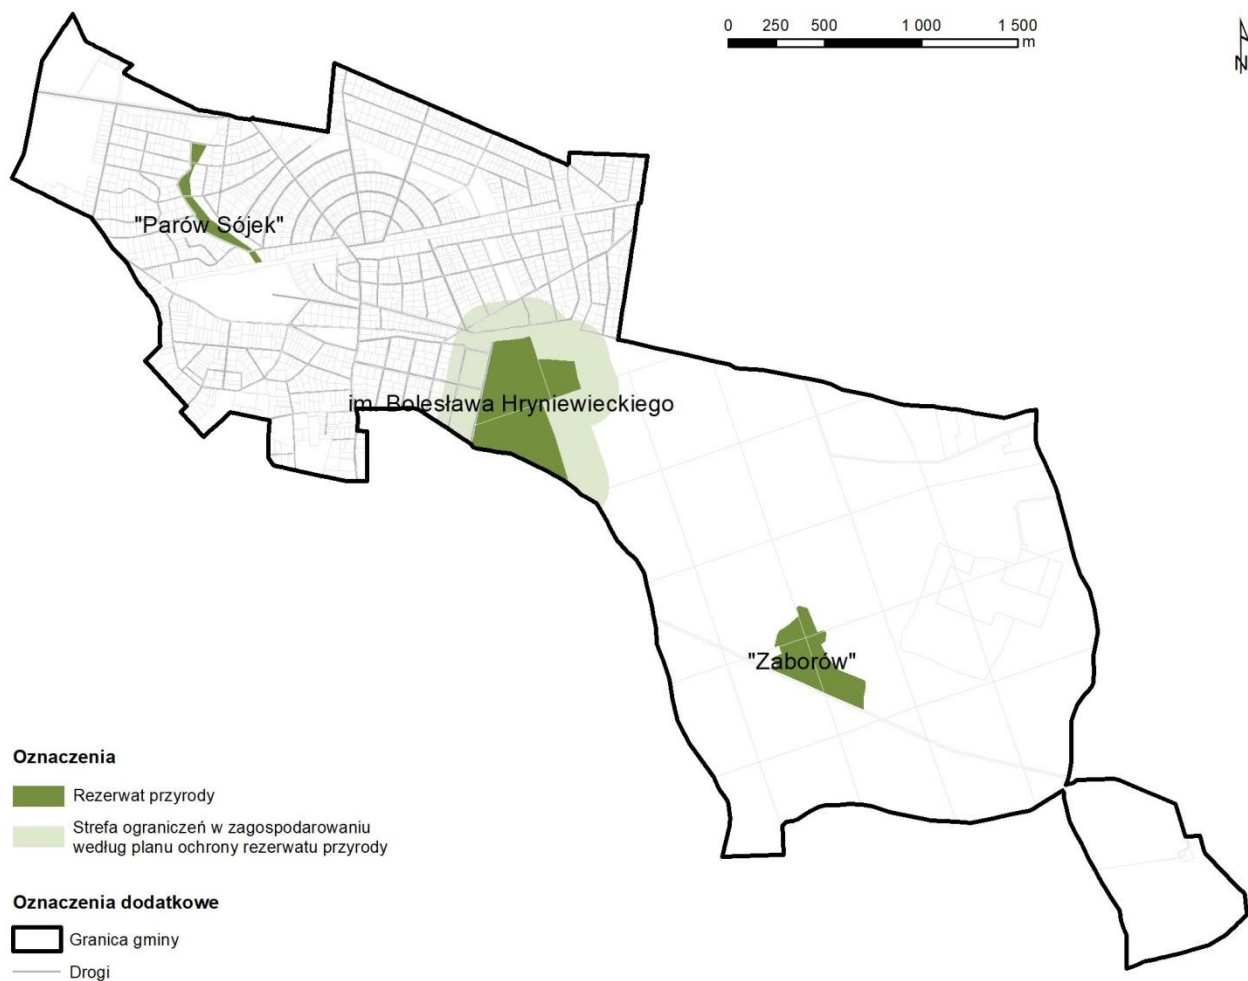 0 250 500 1 000 1 500
m
N
"Parów Sójek"
im. Bolesława Hryniewieckiego
"Zaborów"
Oznaczenia
Rezerwat przyrody
Strefa ograniczeń w zagospodarowaniu
według planu ochrony rezerwatu przyrody
Oznaczenia dodatkowe
Granica gminy
Drogi